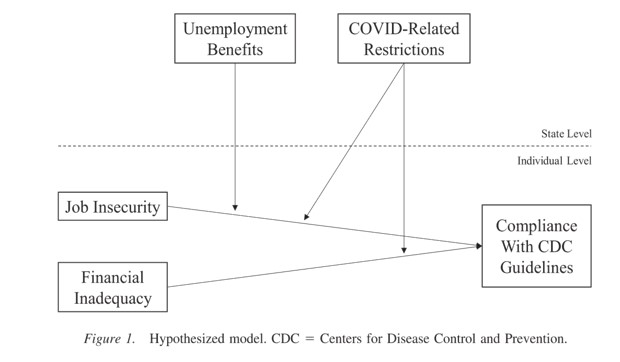 Unemployment
Benefits
COVID-Related
Restrictions
State Level
Individual Level
Job Insecurity
Compliance
With CDC
Guidelines
Financial
Inadequacy
Figure 1. Hypothesized model. CDC = Centers for Disease Control and Prevention.